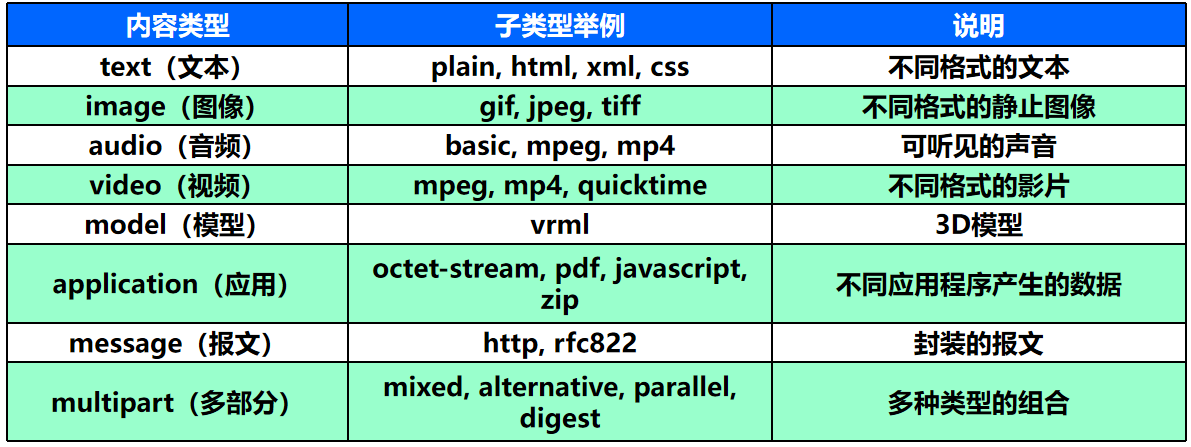 内容类型 子类型举例 说明
text（文本） plain, html, xml, css 不同格式的文本
image（图像） gif, jpeg, tiff 不同格式的静止图像
audio（音频） basic, mpeg, mp4 可听见的声音
video（视频） mpeg, mp4, quicktime 不同格式的影片
model（模型） vrml 3D模型
application（应用） octet-stream, pdf, javascript, 不同应用程序产生的数据
zip
message（报文） http, rfc822 封装的报文
multipart（多部分） mixed, alternative, parallel, 多种类型的组合
digest